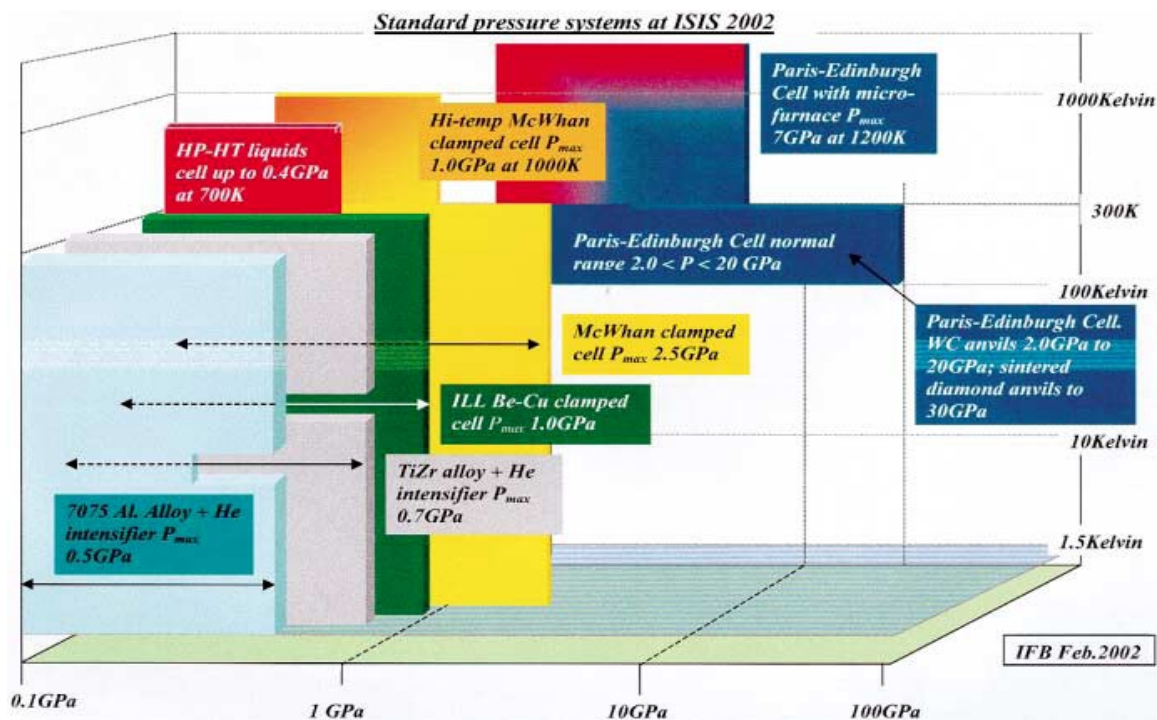 Standard pressure systems at ISIS 2002
Paris-Edinburgh
Cell with micro-
furnace Pmax
7GPa at 1200K
1000Kelvin
Hi-temp McWhan
clamped cell Pmax
1.0GPa at 1000K
HP-HT liquids
cell up to 0.4GPa
at 700K
300K
Paris-Edinburgh Cell normal
range 2.0 < P < 20 GPa
100Kelvin
McWhan clamped
cell Pmax 2.5GPa
Paris-Edinburgh Cell.
WC anvils 2.0GPa to
20GPa; sintered
diamond anvils to
30GPa
ILL Be-Cu clamped
cell Pmax 1.0GPa
10Kelvin
TiZr alloy + He
intensifier Pmax
0.7GPa
7075 Al. Alloy + He
intensifier Pmax
0.5GPa
1.5Kelvin
IFB Feb.2002
0.1GPa
1 GPa
10GPa
100GPa